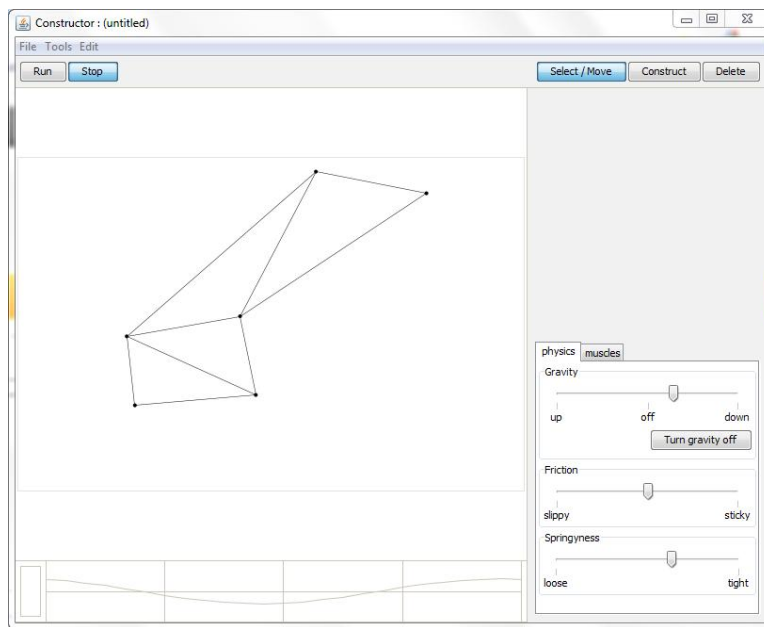 Constructor : (untitled)
File Tools Edit
Run Stop Select / Move Construct Delete
physics muscles
Gravity
up off down
Turn gravity off
Friction
slippy sticky
Springyness
loose tight